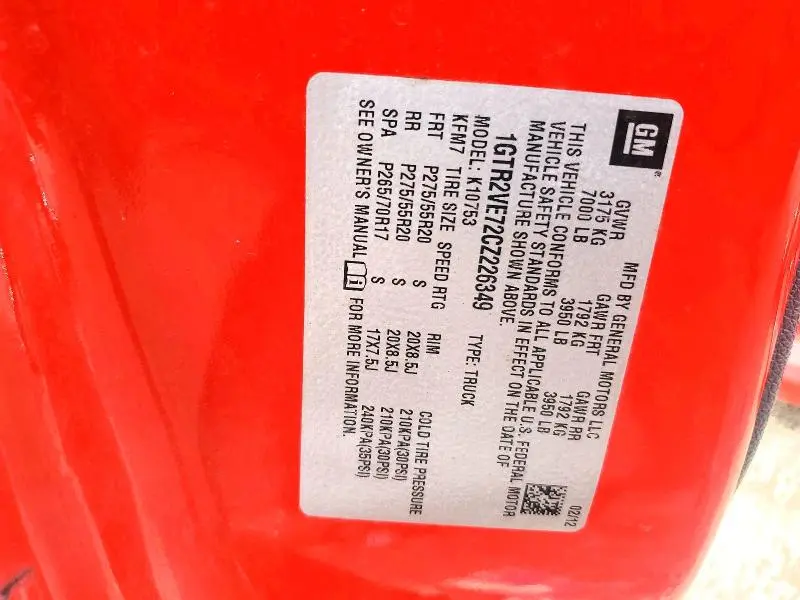 GM®
MFD BY GENERAL MOTORS LLC 02/12
GVWR GAWR FRT GAWR RR
3175 KG 1792 KG 1792 KG
7000 LB 3950 LB 3950 LB
THIS VEHICLE CONFORMS TO ALL APPLICABLE U.S. FEDERAL MOTOR
VEHICLE SAFETY STANDARDS IN EFFECT ON THE DATE OF
MANUFACTURE SHOWN ABOVE.
1GTR2VE72CZ226349
MODEL: K10753 TYPE: TRUCK
KFM7 TIRE SIZE SPEED RTG RIM COLD TIRE PRESSURE
FRT P275/55R20 S 20X8.5J 210KPA(30PSI)
RR P275/55R20 S 20X8.5J 210KPA(30PSI)
SPA P265/70R17 S 17X7.5J 240KPA(35PSI)
SEE OWNER'S MANUAL FOR MORE INFORMATION.